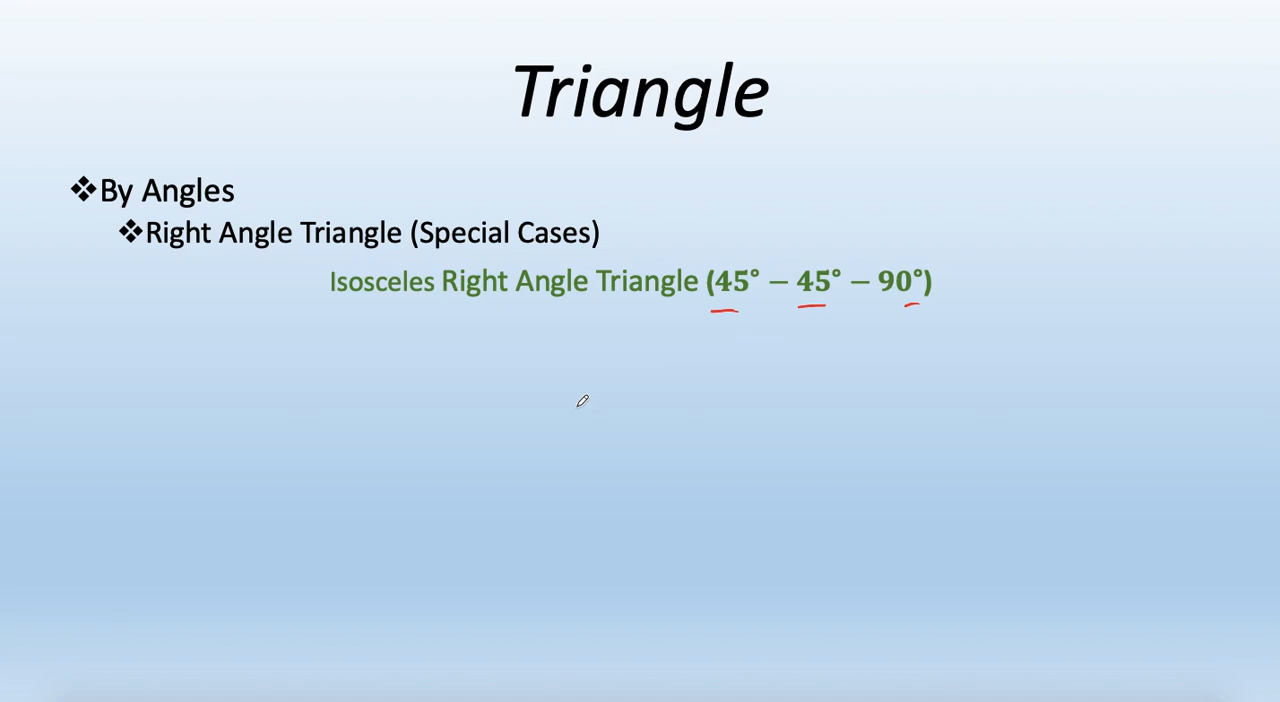 Triangle
❖By Angles
❖Right Angle Triangle (Special Cases)
Isosceles Right Angle Triangle (45° − 45° − 90°)